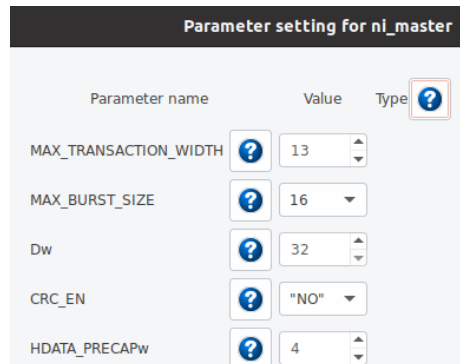 Parameter setting for ni_master
Parameter name Value Type
MAX_TRANSACTION_WIDTH 13
MAX_BURST_SIZE 16
Dw 32
CRC_EN "NO"
HDATA_PRECAPw 4